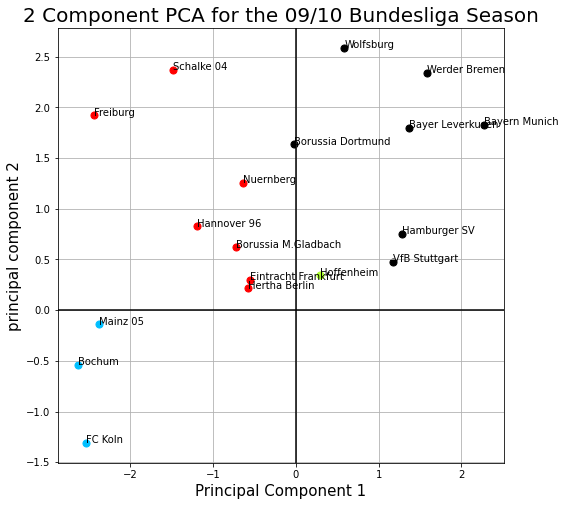 2 Component PCA for the 09/10 Bundesliga Season
2.5
2.0
1.5
1.0
0.5
0.0
−0.5
−1.0
−1.5
principal component 2
Wolfsburg
Schalke 04
Werder Bremen
Freiburg
Bayer Leverkusen
Bayern Munich
Borussia Dortmund
Nuernberg
Hannover 96
Hamburger SV
Borussia M.Gladbach
VfB Stuttgart
Hoffenheim
Eintracht Frankfurt
Hertha Berlin
Mainz 05
Bochum
FC Koln
−2
−1
0
1
2
Principal Component 1